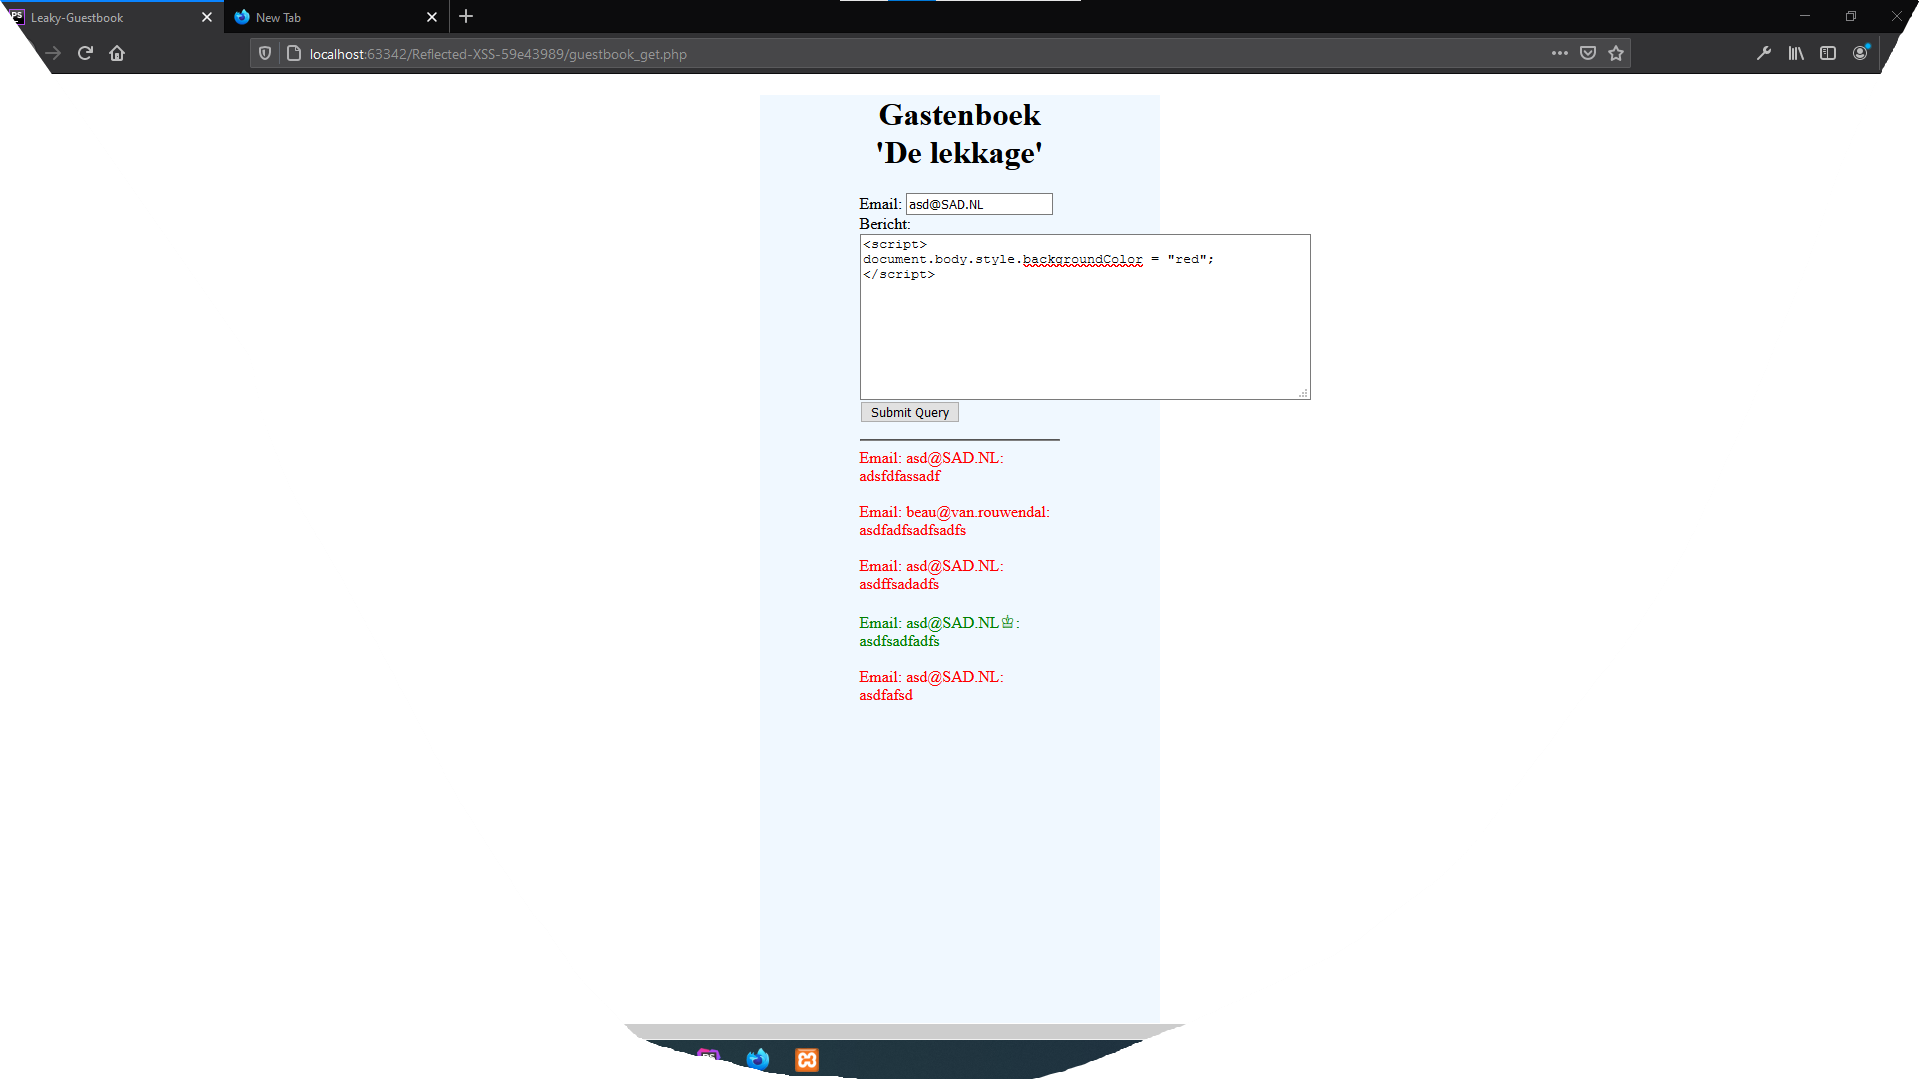 Leaky-Guestbook
New Tab
localhost:63342/Reflected-XSS-59e43989/guestbook_get.php
Gastenboek
'De lekkage'
Email: asd@SAD.NL
Bericht:
<script>
document.body.style.backgroundColor = "red";
</script>
Submit Query
Email: asd@SAD.NL:
adsfdfassadf
Email: beau@van.rouwendal:
asdfadfsadfsadfs
Email: asd@SAD.NL:
asdffsadadfs
Email: asd@SAD.NL♔:
asdfsadfadfs
Email: asd@SAD.NL:
asdfafsd